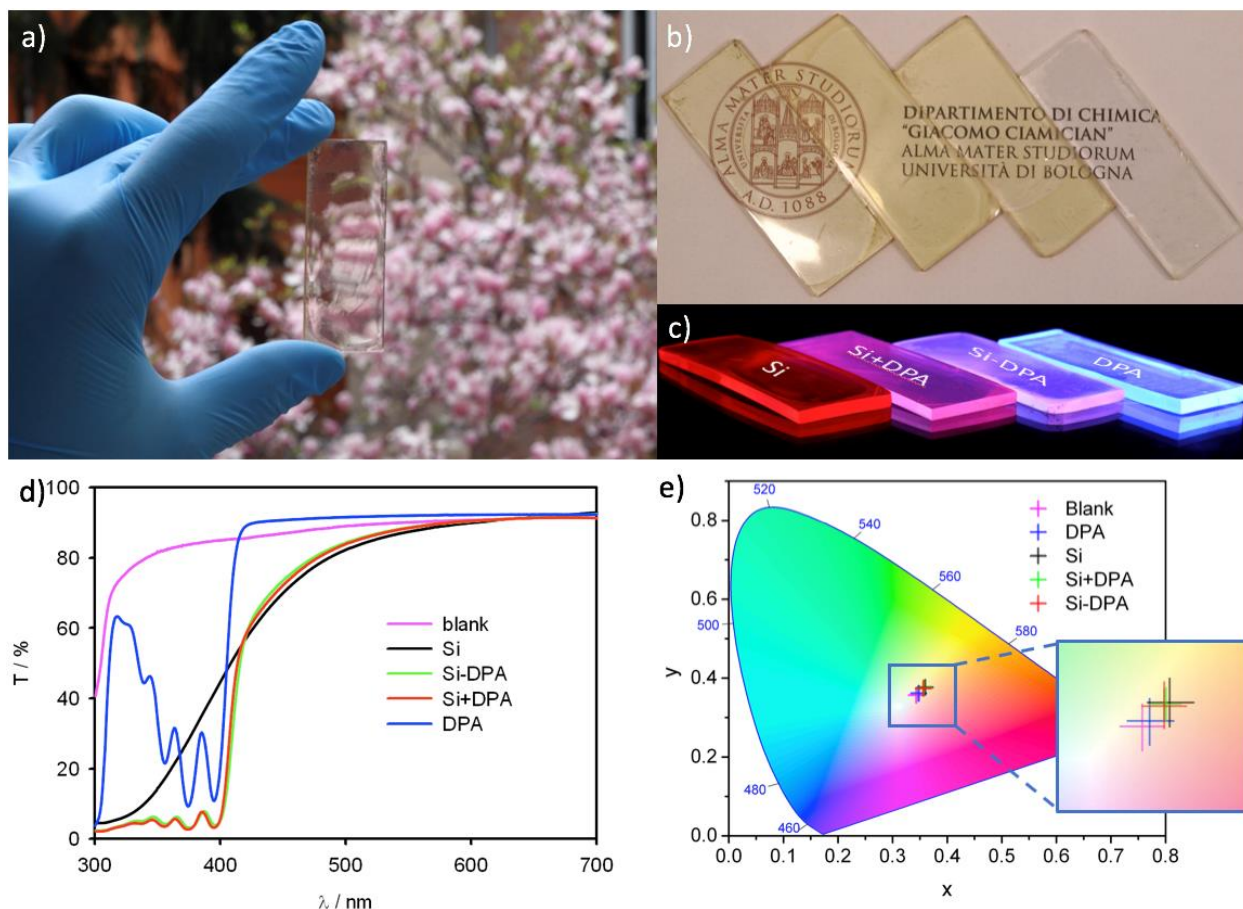 a)
b)
ALMA MATER STUDIORUM
UNIVERSITÀ DI BOLOGNA
A.D. 1088
DIPARTIMENTO DI CHIMICA
"GIACOMO CIAMICIAN"
ALMA MATER STUDIORUM
UNIVERSITÀ DI BOLOGNA
c)
Si
Si+DPA
Si-DPA
DPA
d)
100
80
60
40
20
0
T / %
300
400
500
600
700
λ / nm
blank
Si
Si-DPA
Si+DPA
DPA
e)
0.8
0.6
0.4
0.2
0.0
y
0.0
0.1
0.2
0.3
0.4
0.5
0.6
0.7
0.8
x
520
540
560
580
500
480
460
Blank
DPA
Si
Si+DPA
Si-DPA